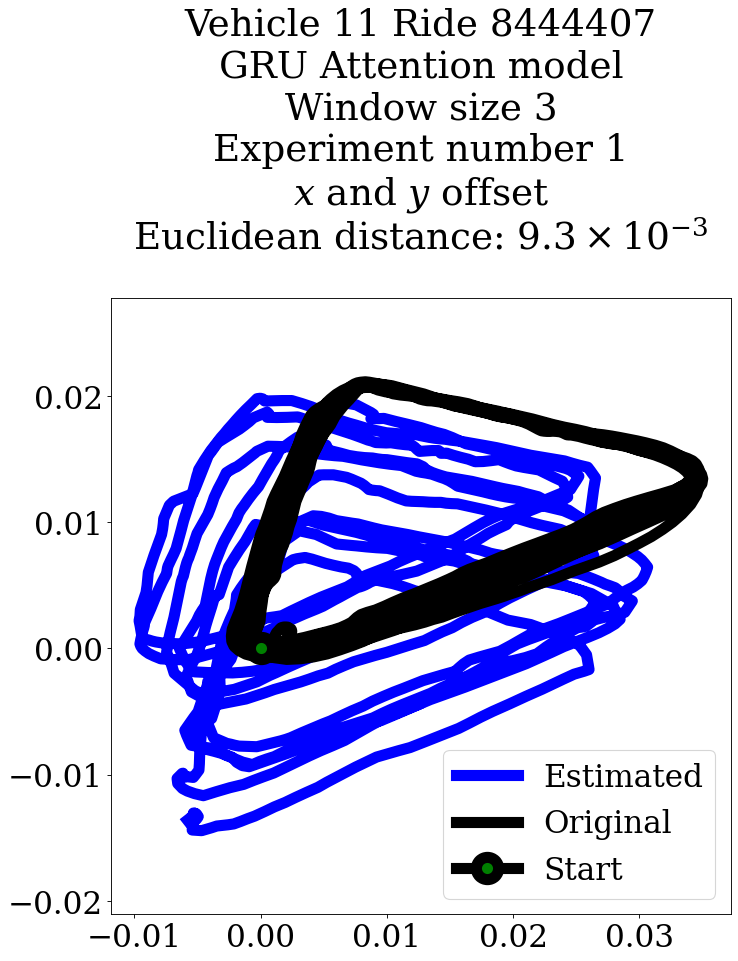 Vehicle 11 Ride 8444407
GRU Attention model
Window size 3
Experiment number 1
x and y offset
Euclidean distance: 9.3 × 10⁻³
0.02
0.01
0.00
−0.01
−0.02
Estimated
Original
Start
−0.01 0.00 0.01 0.02 0.03